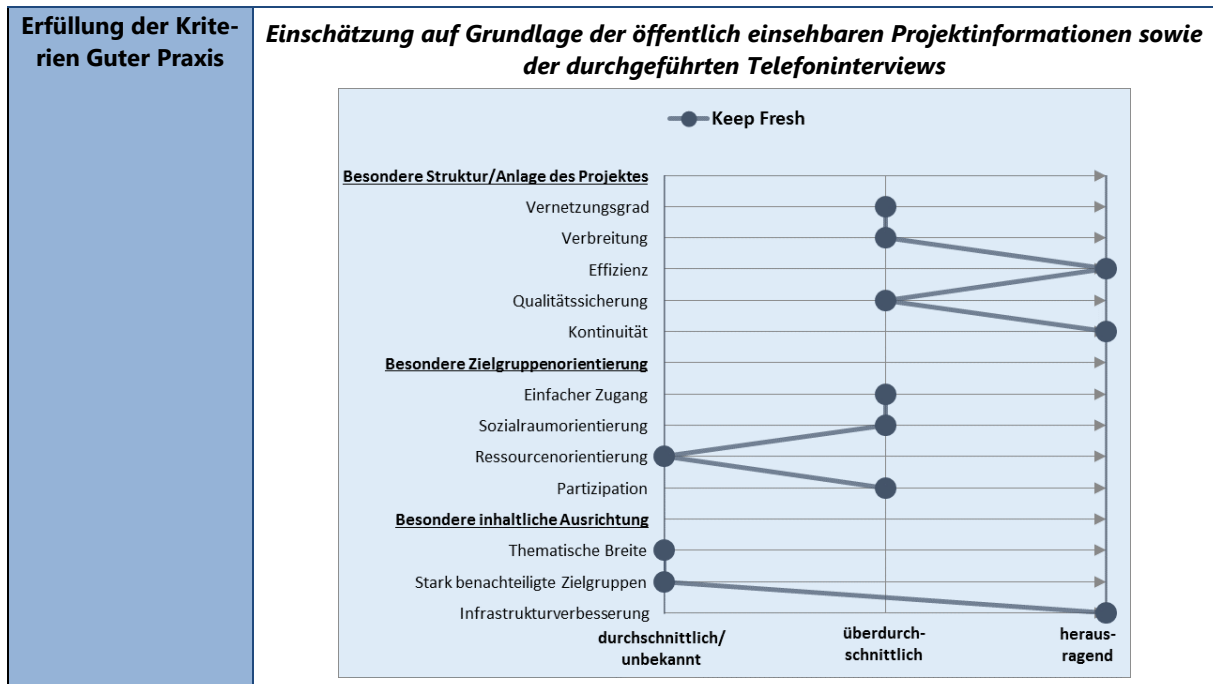 Erfüllung der Krite-
rien Guter Praxis
Einschätzung auf Grundlage der öffentlich einsehbaren Projektinformationen sowie
der durchgeführten Telefoninterviews
Keep Fresh
Besondere Struktur/Anlage des Projektes
Vernetzungsgrad
Verbreitung
Effizienz
Qualitätssicherung
Kontinuität
Besondere Zielgruppenorientierung
Einfacher Zugang
Sozialraumorientierung
Ressourcenorientierung
Partizipation
Besondere inhaltliche Ausrichtung
Thematische Breite
Stark benachteiligte Zielgruppen
Infrastrukturverbesserung
durchschnittlich/
unbekannt
überdurch-
schnittlich
heraus-
ragend